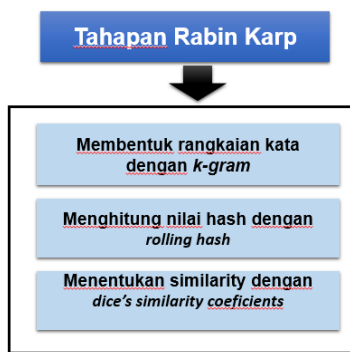 Tahapan Rabin Karp
Membentuk rangkaian kata
dengan k-gram
Menghitung nilai hash dengan
rolling hash
Menentukan similarity dengan
dice's similarity coeficients